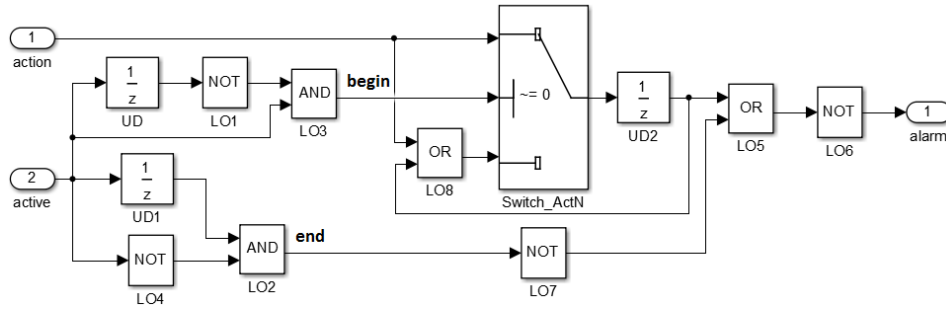 1
action
1
z
UD
NOT
LO1
AND
LO3
begin
~= 0
Switch_ActN
1
z
UD2
OR
LO5
NOT
LO6
1
alarm
OR
LO8
2
active
1
z
UD1
NOT
LO4
AND
LO2
end
NOT
LO7